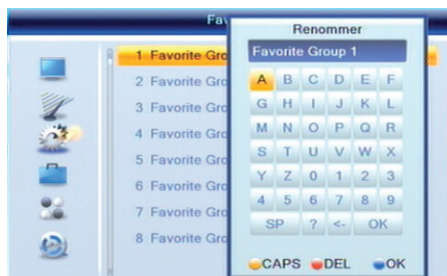 Fav
Renommer
Favorite Group 1
1 Favorite Gro
2 Favorite Gro
3 Favorite Gro
4 Favorite Gro
5 Favorite Gro
6 Favorite Gro
7 Favorite Gro
8 Favorite Gro
A B C D E F
G H I J K L
M N O P Q R
S T U V W X
Y Z 0 1 2 3
4 5 6 7 8 9
SP ? <- OK
CAPS DEL OK